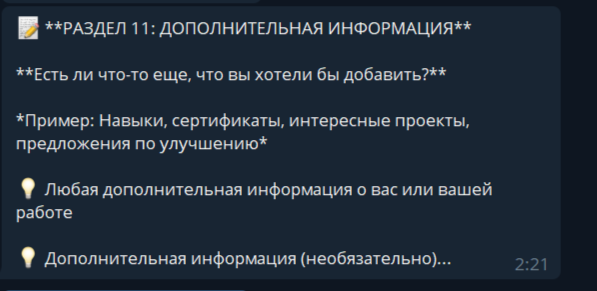 📝 **РАЗДЕЛ 11: ДОПОЛНИТЕЛЬНАЯ ИНФОРМАЦИЯ**
**Есть ли что-то еще, что вы хотели бы добавить?**
*Пример: Навыки, сертификаты, интересные проекты,
предложения по улучшению*
💡 Любая дополнительная информация о вас или вашей
работе
💡 Дополнительная информация (необязательно)...
2:21